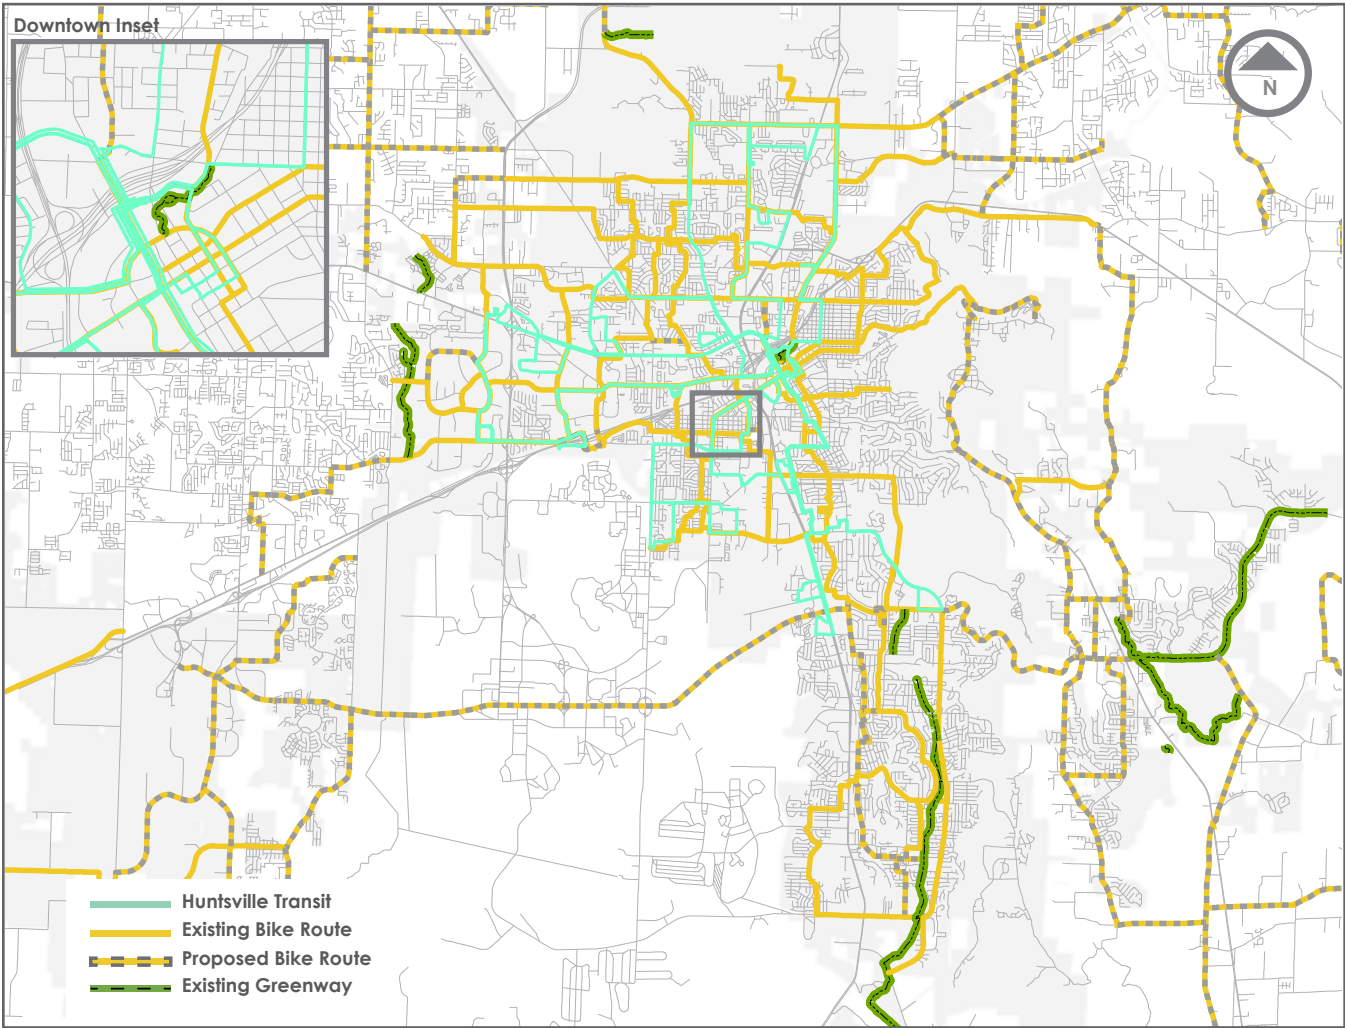 Downtown Inset
N
Huntsville Transit
Existing Bike Route
Proposed Bike Route
Existing Greenway